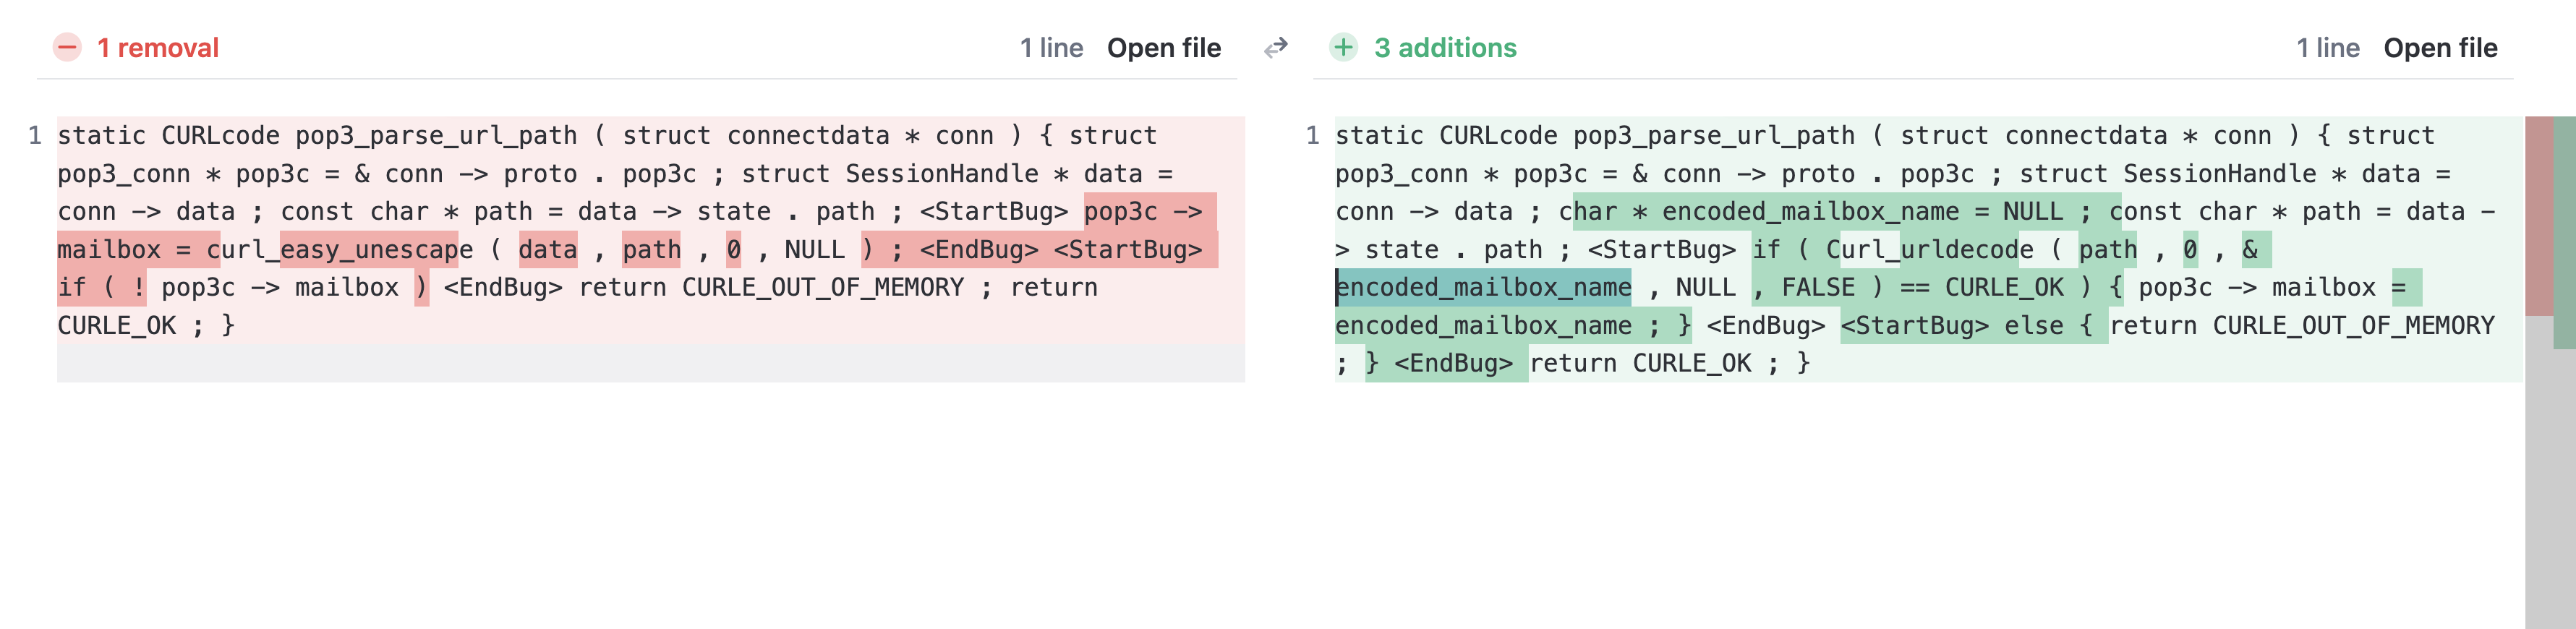 1 removal
1 line Open file
3 additions
1 line Open file
1 static CURLcode pop3_parse_url_path ( struct connectdata * conn ) { struct
pop3_conn * pop3c = & conn -> proto . pop3c ; struct SessionHandle * data =
conn -> data ; const char * path = data -> state . path ; <StartBug> pop3c ->
mailbox = curl_easy_unescape ( data , path , 0 , NULL ) ; <EndBug> <StartBug>
if ( ! pop3c -> mailbox ) <EndBug> return CURLE_OUT_OF_MEMORY ; return
CURLE_OK ; }
1 static CURLcode pop3_parse_url_path ( struct connectdata * conn ) { struct
pop3_conn * pop3c = & conn -> proto . pop3c ; struct SessionHandle * data =
conn -> data ; char * encoded_mailbox_name = NULL ; const char * path = data -
> state . path ; <StartBug> if ( Curl_urldecode ( path , 0 , &
encoded_mailbox_name , NULL , FALSE ) == CURLE_OK ) { pop3c -> mailbox =
encoded_mailbox_name ; } <EndBug> <StartBug> else { return CURLE_OUT_OF_MEMORY
; } <EndBug> return CURLE_OK ; }